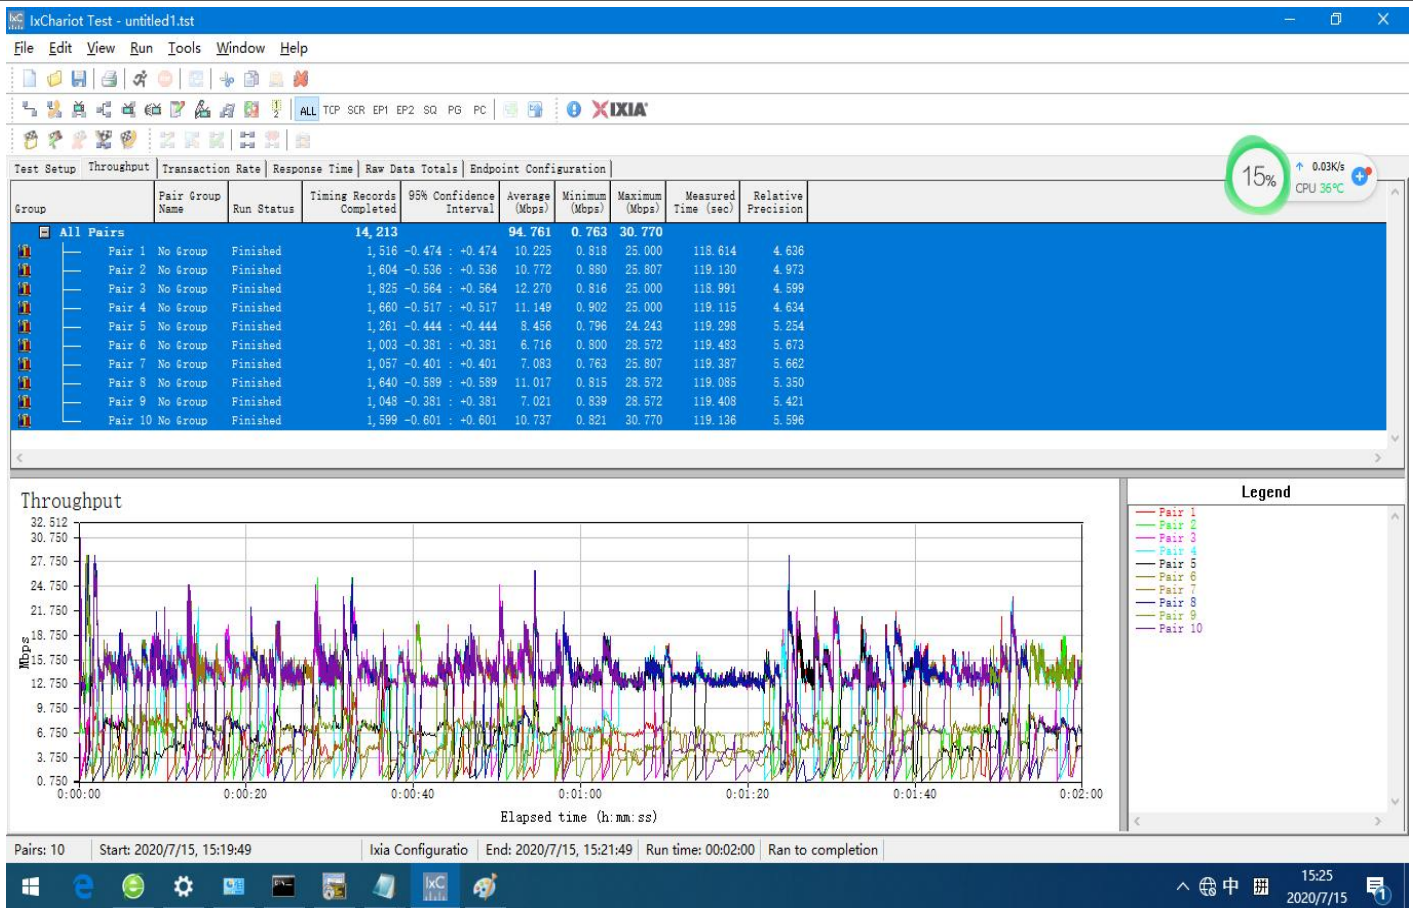 IxChariot Test - untitled1.tst
File Edit View Run Tools Window Help
ALL TCP SCR EP1 EP2 SQ PG PC IXIA
Test Setup Throughput Transaction Rate Response Time Raw Data Totals Endpoint Configuration
15% 0.03K/s
CPU 36℃
Group Pair Group Name Run Status Timing Records Completed 95% Confidence Interval Average (Mbps) Minimum (Mbps) Maximum (Mbps) Measured Time (sec) Relative Precision
All Pairs 14,213 94.761 0.763 30.770
Pair 1 No Group Finished 1,516 -0.474 : +0.474 10.225 0.818 25.000 118.614 4.636
Pair 2 No Group Finished 1,604 -0.536 : +0.536 10.772 0.880 25.807 119.130 4.973
Pair 3 No Group Finished 1,825 -0.564 : +0.564 12.270 0.816 25.000 118.991 4.599
Pair 4 No Group Finished 1,660 -0.517 : +0.517 11.149 0.902 25.000 119.115 4.634
Pair 5 No Group Finished 1,261 -0.444 : +0.444 8.456 0.796 24.243 119.298 5.254
Pair 6 No Group Finished 1,003 -0.381 : +0.381 6.716 0.800 28.572 119.483 5.673
Pair 7 No Group Finished 1,057 -0.401 : +0.401 7.083 0.763 25.807 119.387 5.662
Pair 8 No Group Finished 1,640 -0.589 : +0.589 11.017 0.815 28.572 119.085 5.350
Pair 9 No Group Finished 1,048 -0.381 : +0.381 7.021 0.839 28.572 119.408 5.421
Pair 10 No Group Finished 1,599 -0.601 : +0.601 10.737 0.821 30.770 119.136 5.596
Throughput
32.512
30.750
27.750
24.750
21.750
18.750
15.750
12.750
9.750
6.750
3.750
0.750
Mbps
0:00:00 0:00:20 0:00:40 0:01:00 0:01:20 0:01:40 0:02:00
Elapsed time (h:mm:ss)
Legend
Pair 1
Pair 2
Pair 3
Pair 4
Pair 5
Pair 6
Pair 7
Pair 8
Pair 9
Pair 10
Pairs: 10 Start: 2020/7/15, 15:19:49 Ixia Configuratio End: 2020/7/15, 15:21:49 Run time: 00:02:00 Ran to completion
IxC
中 拼 15:25
2020/7/15
1